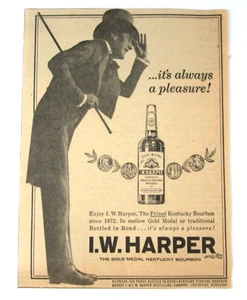 ...it's always
a pleasure!
I.W. HARPER
Enjoy I. W. Harper, The Prized Kentucky Bourbon
since 1872. In mellow Gold Medal or traditional
Bottled in Bond...it's always a pleasure!
I.W. HARPER
THE GOLD MEDAL KENTUCKY BOURBON